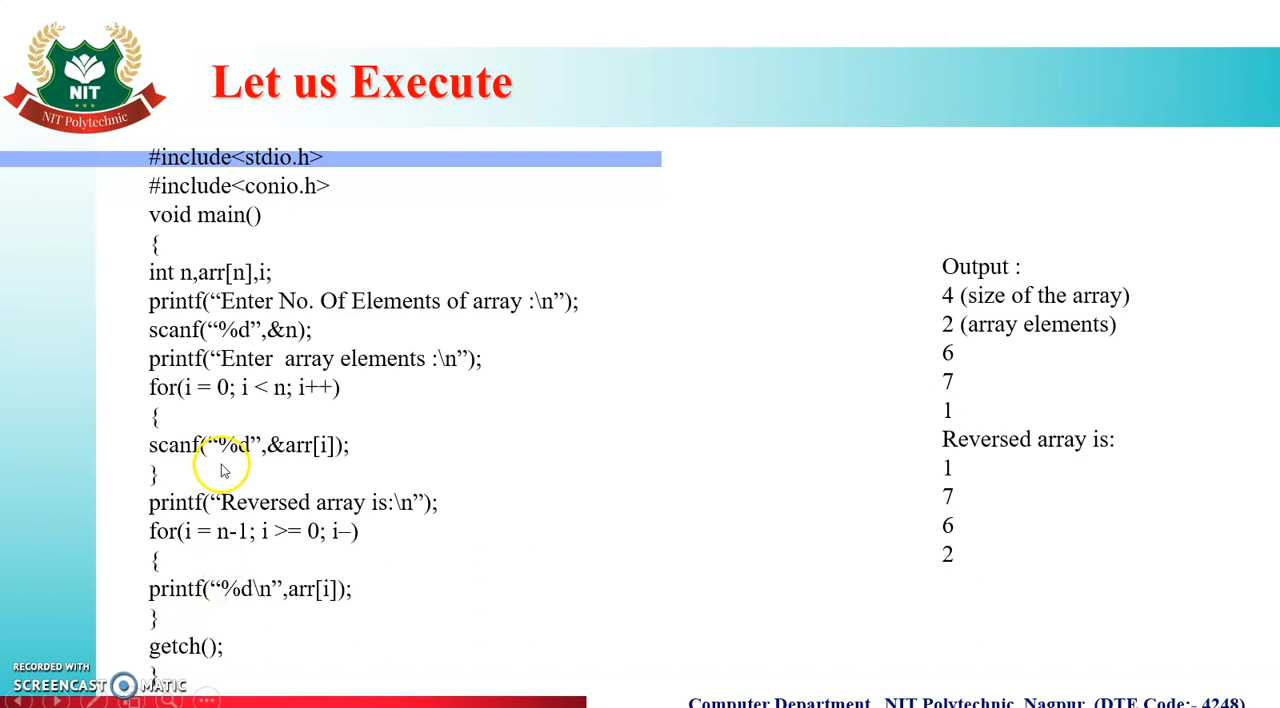 NIT
NIT Polytechnic
Let us Execute
#include<stdio.h>
#include<conio.h>
void main()
{
int n,arr[n],i;
printf(“Enter No. Of Elements of array :\n”);
scanf(“%d”,&n);
printf(“Enter  array elements :\n”);
for(i = 0; i < n; i++)
{
scanf(“%d”,&arr[i]);
}
printf(“Reversed array is:\n”);
for(i = n-1; i >= 0; i–)
{
printf(“%d\n”,arr[i]);
}
getch();
}
Output :
4 (size of the array)
2 (array elements)
6
7
1
Reversed array is:
1
7
6
2
RECORDED WITH
SCREENCAST MATIC
Computer Department, NIT Polytechnic, Nagpur (DTE Code:- 4248)